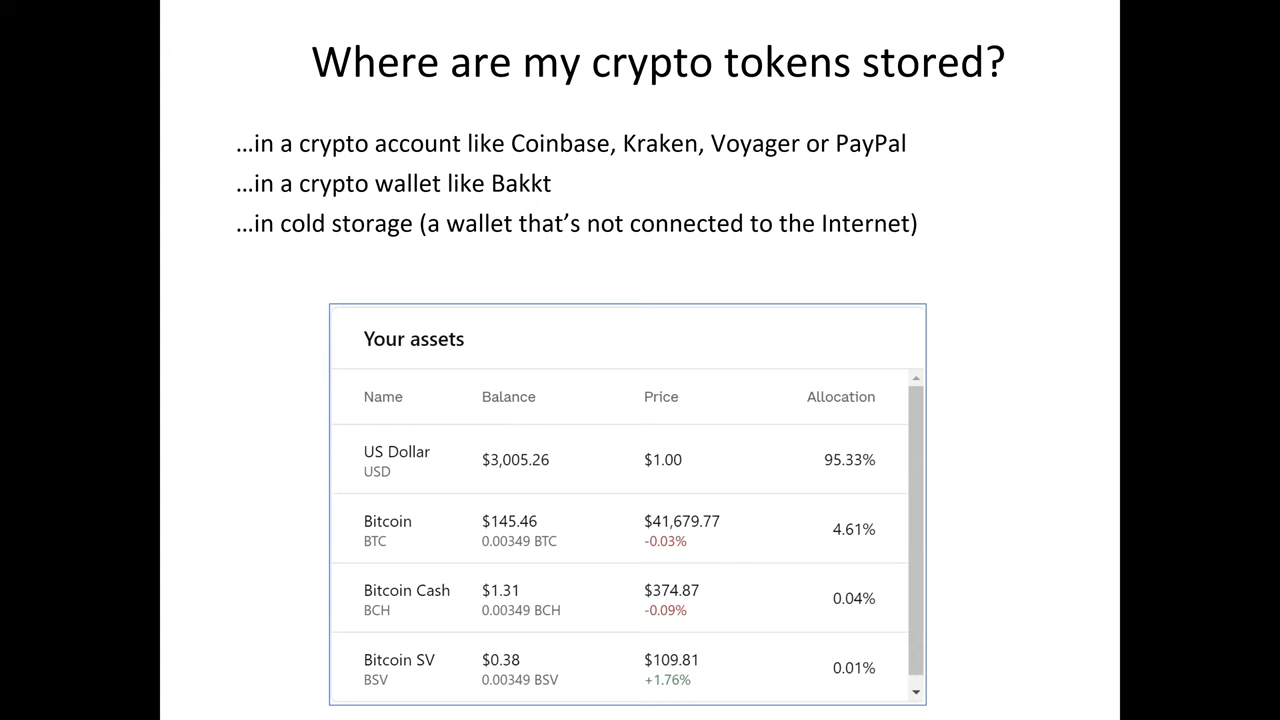 Where are my crypto tokens stored?
…in a crypto account like Coinbase, Kraken, Voyager or PayPal
…in a crypto wallet like Bakkt
…in cold storage (a wallet that’s not connected to the Internet)
Your assets
Name Balance Price Allocation
US Dollar $3,005.26 $1.00 95.33%
USD
Bitcoin $145.46 $41,679.77 4.61%
BTC 0.00349 BTC -0.03%
Bitcoin Cash $1.31 $374.87 0.04%
BCH 0.00349 BCH -0.09%
Bitcoin SV $0.38 $109.81 0.01%
BSV 0.00349 BSV +1.76%